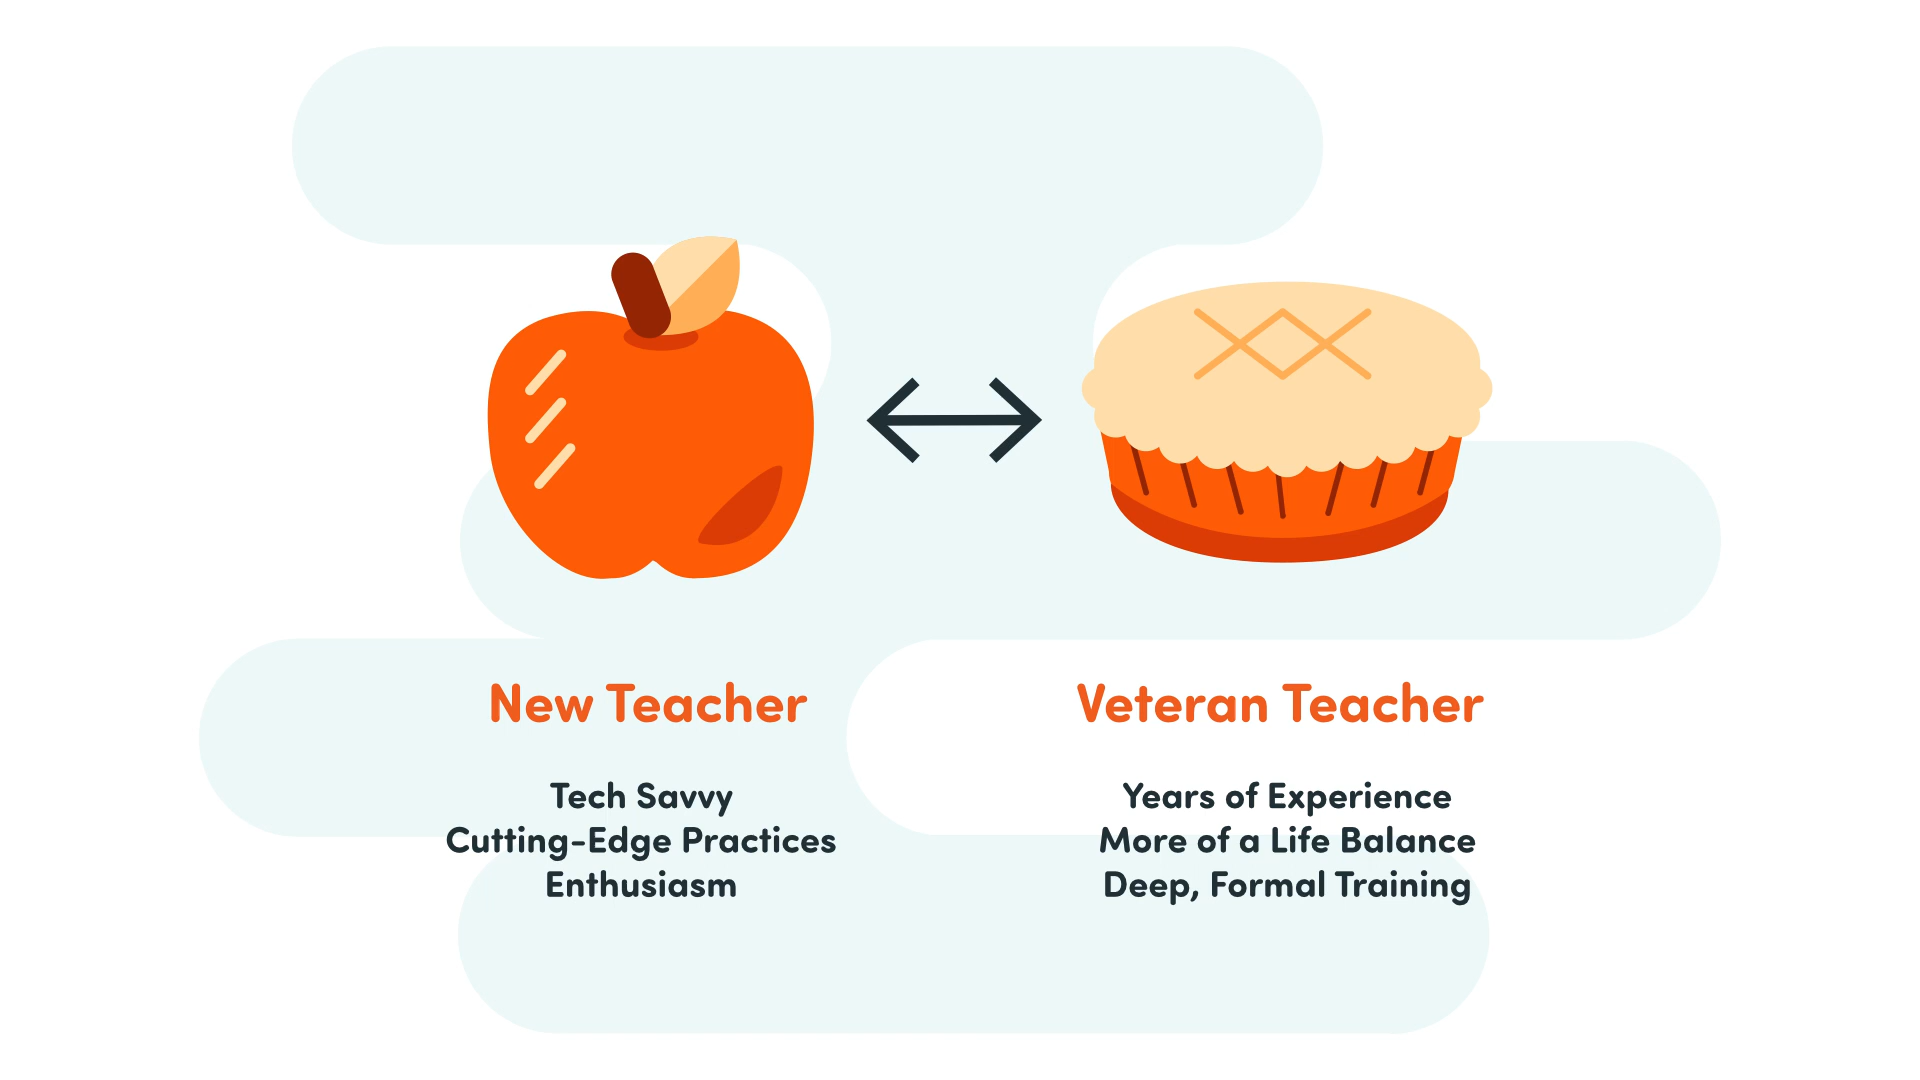 New Teacher
Tech Savvy
Cutting-Edge Practices
Enthusiasm
Veteran Teacher
Years of Experience
More of a Life Balance
Deep, Formal Training